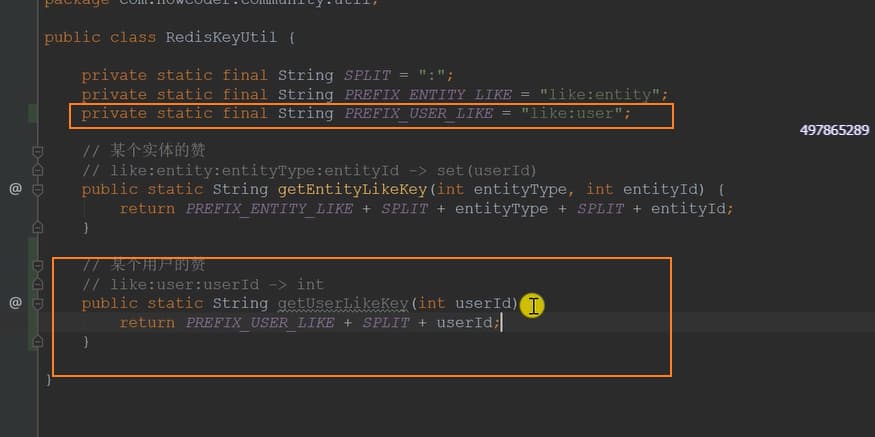 package com.nowcoder.community.util;
public class RedisKeyUtil {
private static final String SPLIT = ":";
private static final String PREFIX_ENTITY_LIKE = "like:entity";
private static final String PREFIX_USER_LIKE = "like:user";
497865289
// 某个实体的赞
// like:entity:entityType:entityId -> set(userId)
@ public static String getEntityLikeKey(int entityType, int entityId) {
return PREFIX_ENTITY_LIKE + SPLIT + entityType + SPLIT + entityId;
}
// 某个用户的赞
// like:user:userId -> int
@ public static String getUserLikeKey(int userId)
return PREFIX_USER_LIKE + SPLIT + userId;
}
}